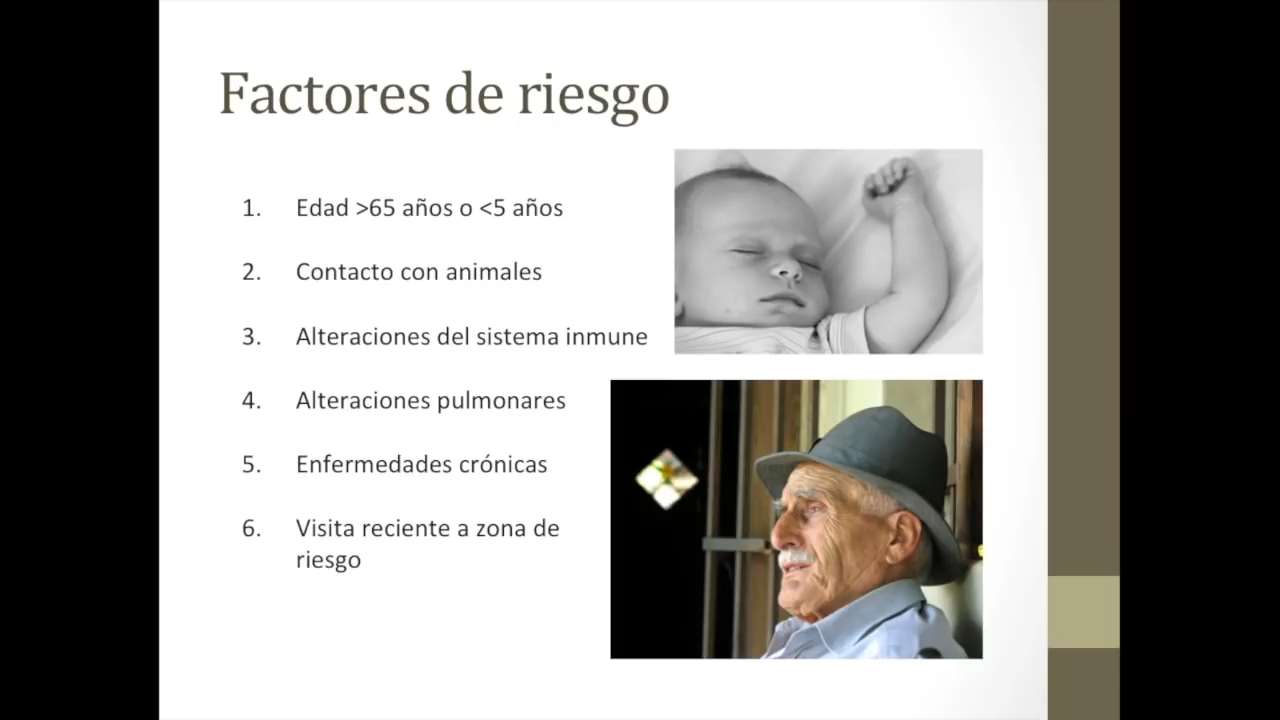 Factores de riesgo
1. Edad >65 años o <5 años
2. Contacto con animales
3. Alteraciones del sistema inmune
4. Alteraciones pulmonares
5. Enfermedades crónicas
6. Visita reciente a zona de
riesgo